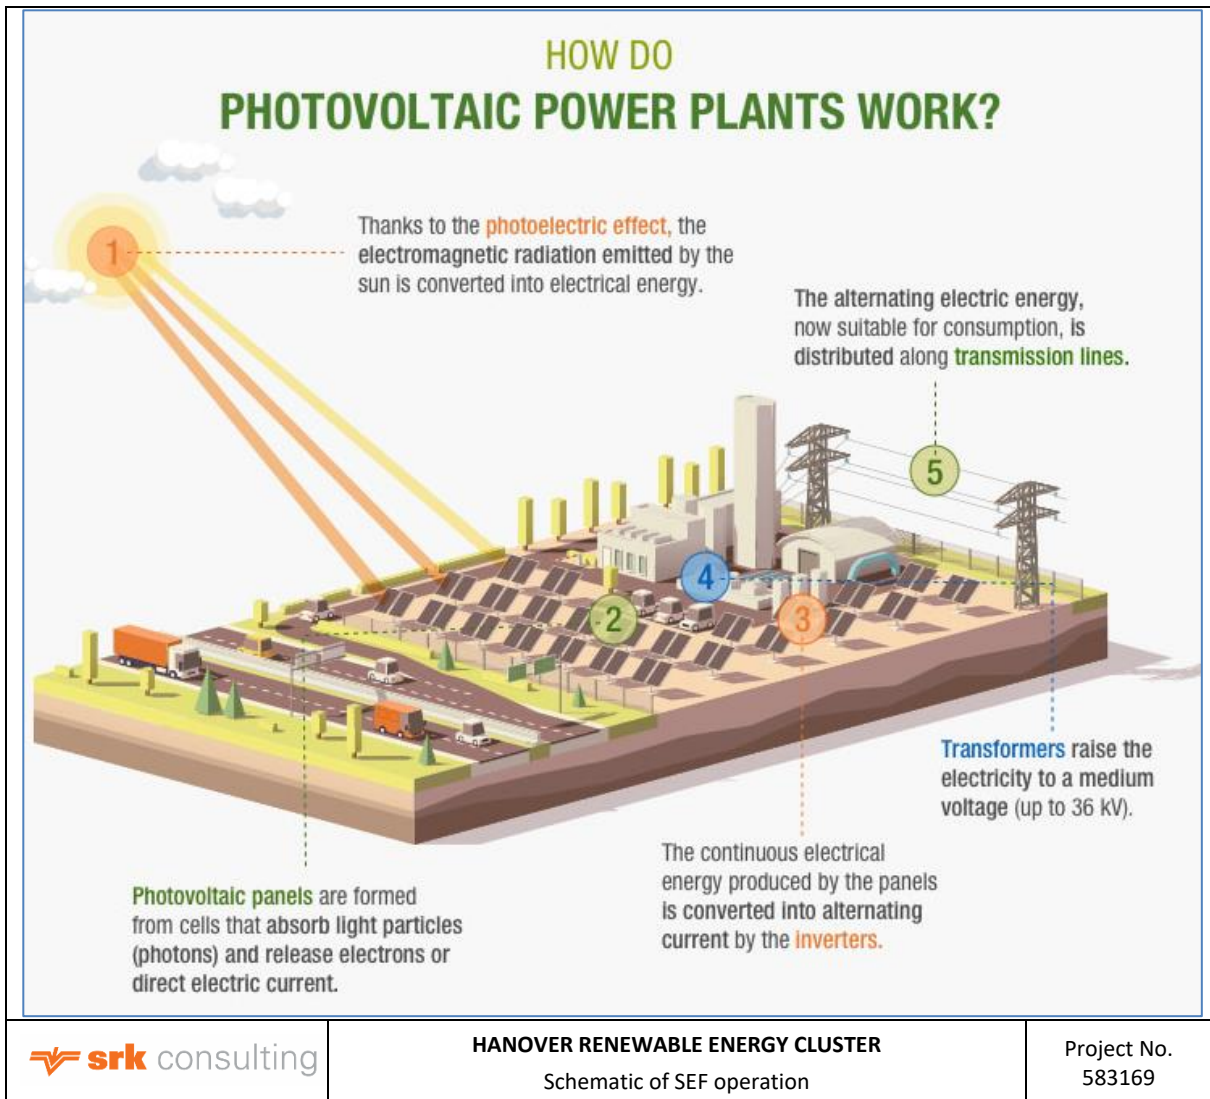 HOW DO
PHOTOVOLTAIC POWER PLANTS WORK?
1
Thanks to the photoelectric effect, the
electromagnetic radiation emitted by the
sun is converted into electrical energy.
The alternating electric energy,
now suitable for consumption, is
distributed along transmission lines.
5
4
2
3
Transformers raise the
electricity to a medium
voltage (up to 36 kV).
The continuous electrical
energy produced by the panels
is converted into alternating
current by the inverters.
Photovoltaic panels are formed
from cells that absorb light particles
(photons) and release electrons or
direct electric current.
srk consulting
HANOVER RENEWABLE ENERGY CLUSTER
Schematic of SEF operation
Project No.
583169